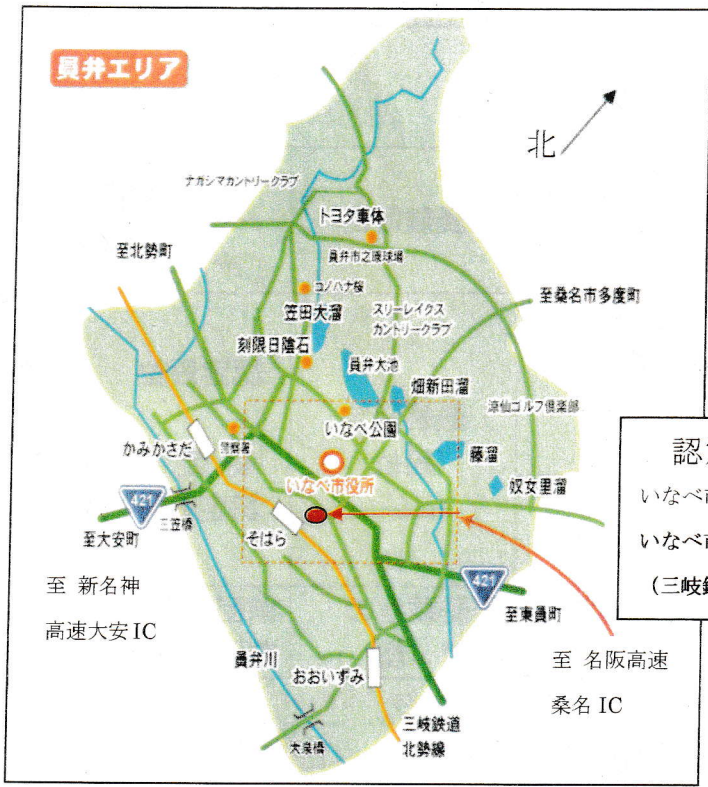 員弁エリア
北
ナガシマカントリークラブ
トヨタ車体
員弁市之原球場
至北勢町
コノハナ桜
笠田大溜
スリーレイクス
カントリークラブ
至桑名市多度町
刻限日陰石
員弁大池
畑新田溜
涼仙ゴルフ倶楽部
いなべ公園
かみかさだ
警察署
藤溜
認
いなべ市役所
奴女里溜
いなべ市
421
三笠橋
そはら
いなべ市
至大安町
(三岐鉄
421
至東員町
至 新名神
高速大安IC
員弁川
おおいずみ
至 名阪高速
桑名IC
三岐鉄道
北勢線
大泉橋